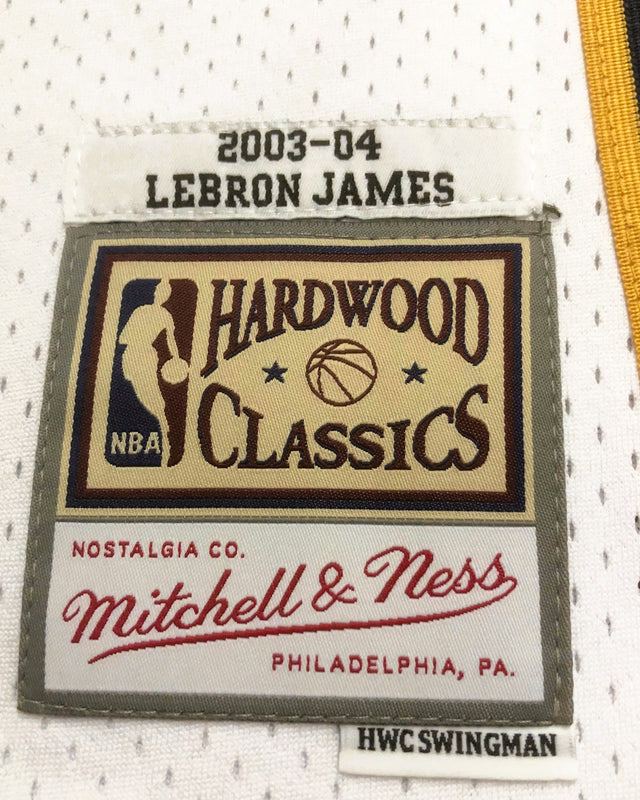 2003-04
LEBRON JAMES
HARDWOOD
CLASSICS
NBA
NOSTALGIA CO.
Mitchell & Ness
PHILADELPHIA, PA.
HWC SWINGMAN